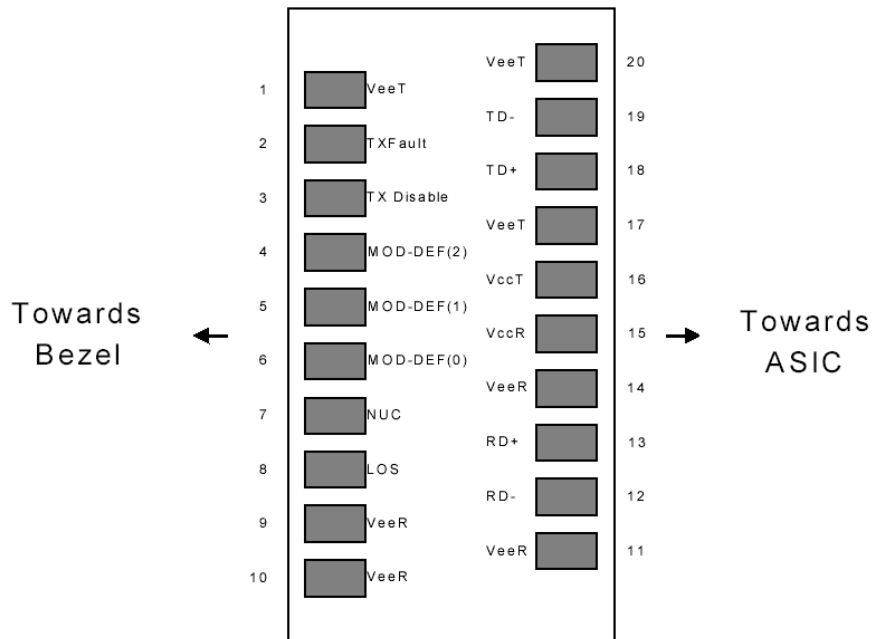 VeeT 20
1 VeeT
TD- 19
2 TXFault
TD+ 18
3 TX Disable
VeeT 17
4 MOD-DEF(2)
VccT 16
5 MOD-DEF(1)
Towards
Bezel
VccR 15
Towards
ASIC
6 MOD-DEF(0)
VeeR 14
7 NUC
RD+ 13
8 LOS
RD- 12
9 VeeR
VeeR 11
10 VeeR